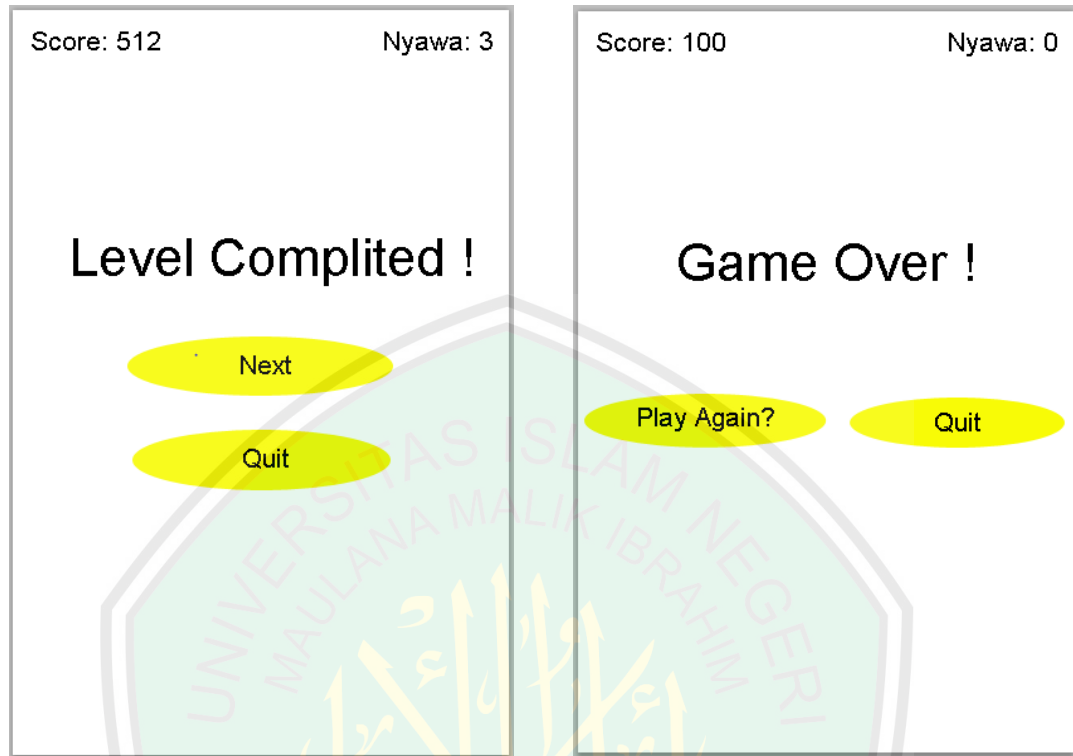 Score: 512 Nyawa: 3
Level Complited !
Next
Quit
Score: 100 Nyawa: 0
Game Over !
Play Again?
Quit
UNIVERSITAS ISLAM NEGERI
MAULANA MALIK IBRAHIM